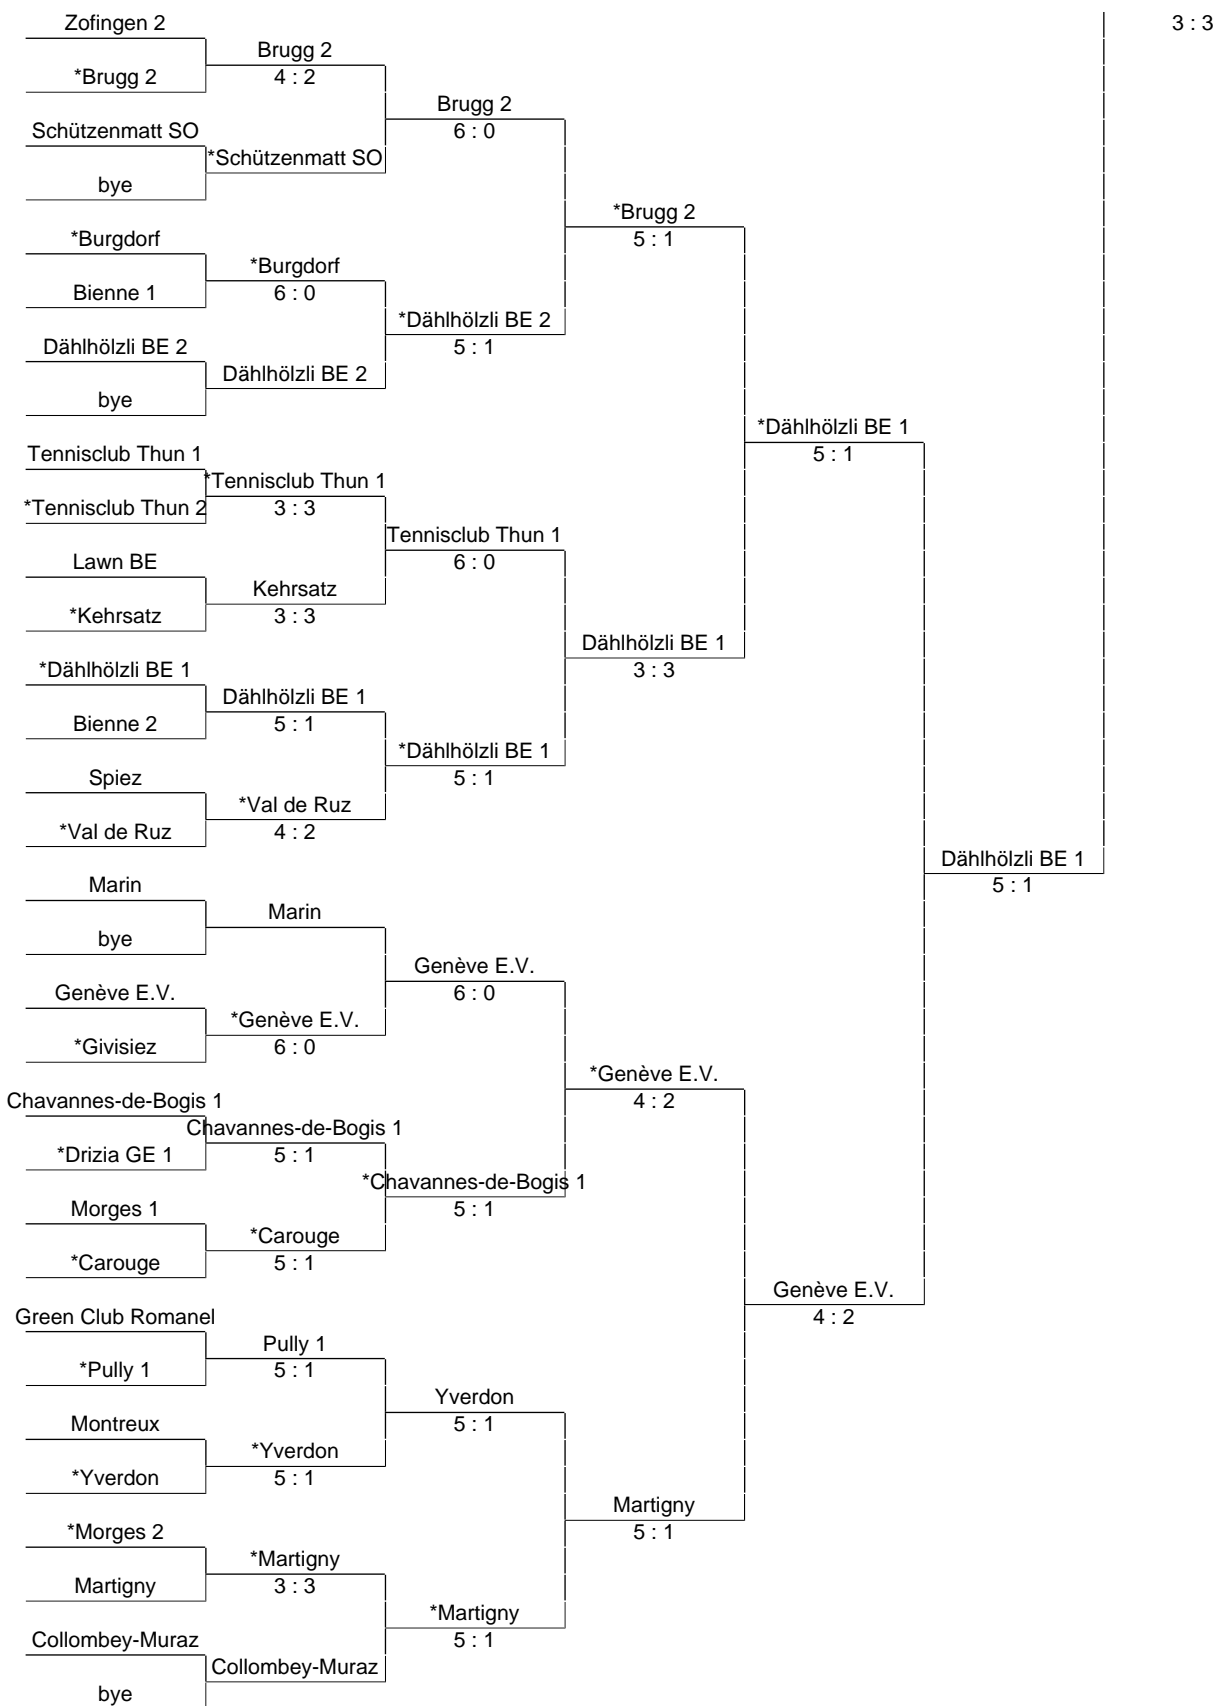 Zofingen 2
3 : 3
Brugg 2
*Brugg 2
4 : 2
Brugg 2
Schützenmatt SO
6 : 0
*Schützenmatt SO
bye
*Brugg 2
*Burgdorf
5 : 1
*Burgdorf
Bienne 1
6 : 0
*Dählhölzli BE 2
Dählhölzli BE 2
5 : 1
Dählhölzli BE 2
bye
*Dählhölzli BE 1
Tennisclub Thun 1
5 : 1
*Tennisclub Thun 1
*Tennisclub Thun 2
3 : 3
Tennisclub Thun 1
Lawn BE
6 : 0
Kehrsatz
*Kehrsatz
3 : 3
Dählhölzli BE 1
*Dählhölzli BE 1
3 : 3
Dählhölzli BE 1
Bienne 2
5 : 1
*Dählhölzli BE 1
Spiez
5 : 1
*Val de Ruz
*Val de Ruz
4 : 2
Dählhölzli BE 1
Marin
5 : 1
Marin
bye
Genève E.V.
Genève E.V.
6 : 0
*Genève E.V.
*Givisiez
6 : 0
*Genève E.V.
Chavannes-de-Bogis 1
4 : 2
Chavannes-de-Bogis 1
*Drizia GE 1
5 : 1
*Chavannes-de-Bogis 1
Morges 1
5 : 1
*Carouge
*Carouge
5 : 1
Genève E.V.
Green Club Romanel
4 : 2
Pully 1
*Pully 1
5 : 1
Yverdon
Montreux
5 : 1
*Yverdon
*Yverdon
5 : 1
Martigny
*Morges 2
5 : 1
*Martigny
Martigny
3 : 3
*Martigny
Collombey-Muraz
5 : 1
Collombey-Muraz
bye